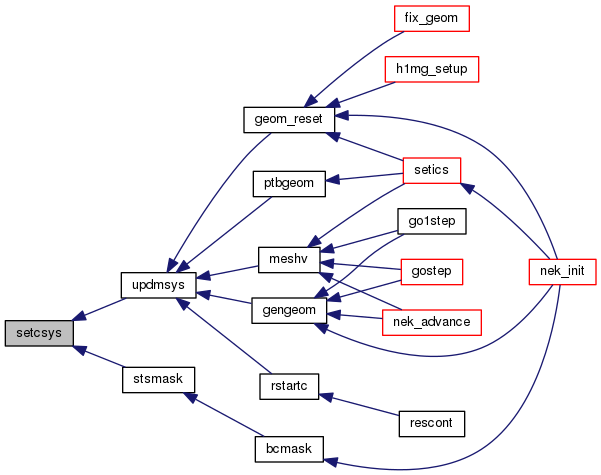 fix_geom
h1mg_setup
geom_reset
setics
ptbgeom
go1step
meshv
gostep
nek_init
updmsys
gengeom
nek_advance
setcsys
rstartc
stsmask
rescont
bcmask